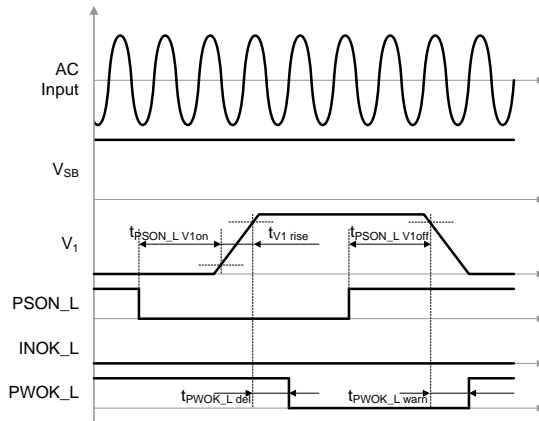 AC
Input
VSB
tPSON_L V1on
tV1 rise
tPSON_L V1off
V1
PSON_L
INOK_L
PWOK_L
tPWOK_L del
tPWOK_L warn